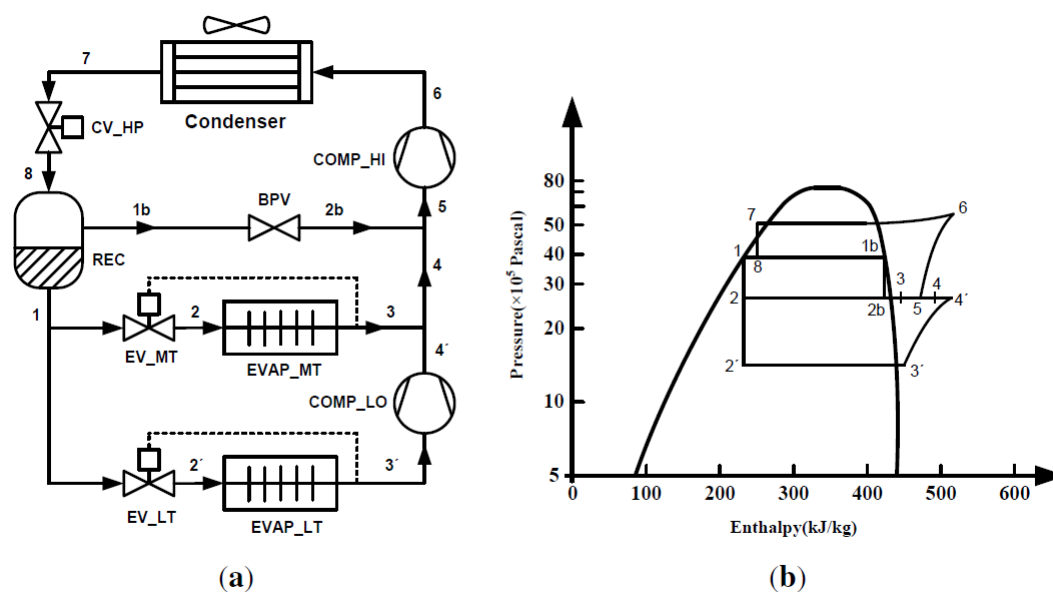 7
6
Condenser
CV_HP
COMP_HI
8
BPV
1b
2b
5
REC
4
1
2
3
EV_MT
EVAP_MT
4´
COMP_LO
2´
3´
EV_LT
EVAP_LT
(a)
Pressure(×10⁵ Pascal)
80
50
40
30
20
10
5
0
100
200
300
400
500
600
Enthalpy(kJ/kg)
7
6
1
1b
8
3
4
2
2b
5
4´
2´
3´
(b)